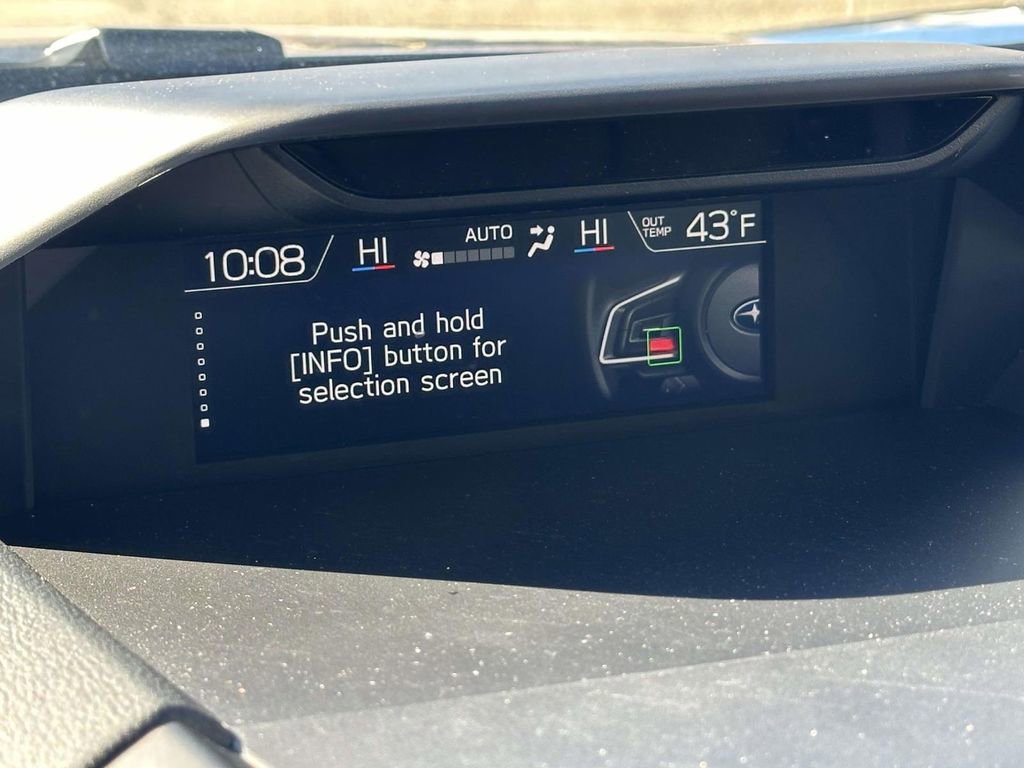 10:08
HI
AUTO
HI
OUT
TEMP
43°F
Push and hold
[INFO] button for
selection screen